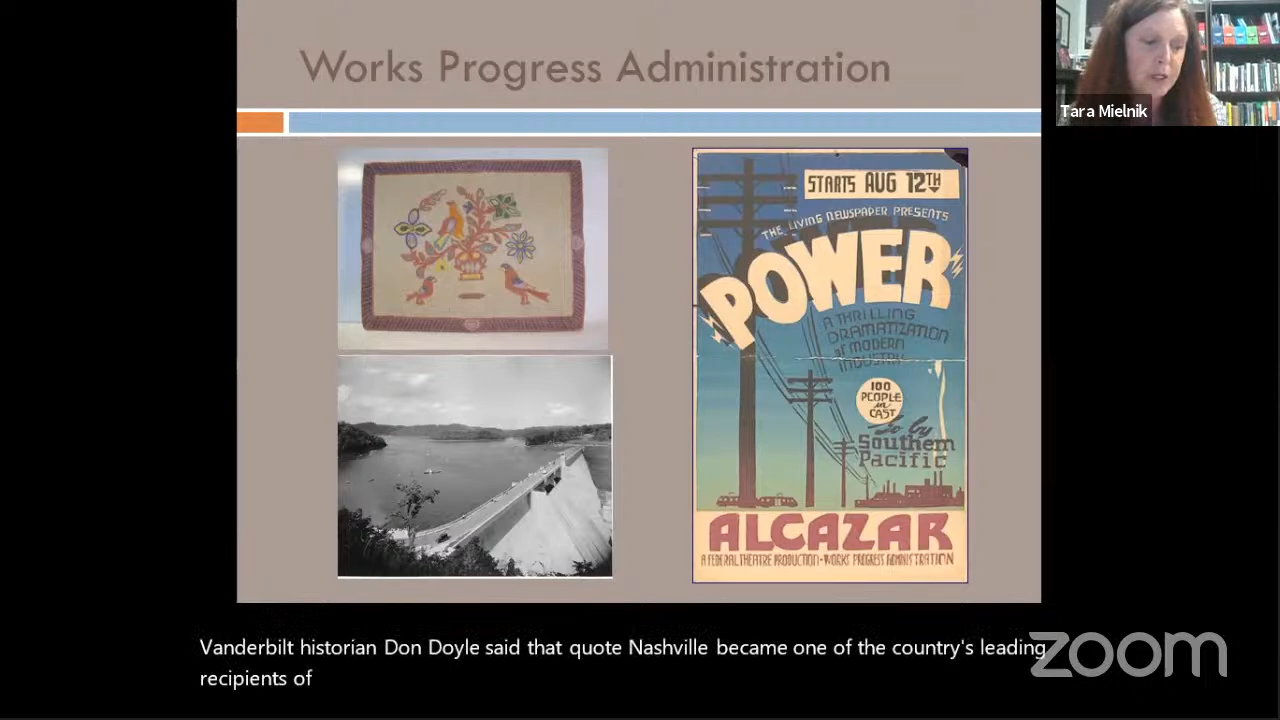 Works Progress Administration
Tara Mielnik
STARTS AUG 12TH
THE LIVING NEWSPAPER PRESENTS
POWER
A THRILLING
DRAMATIZATION
of MODERN
INDUSTRY
100
PEOPLE
in
CAST
Go by
Southern
Pacific
ALCAZAR
A FEDERAL THEATRE PRODUCTION-WORKS PROGRESS ADMINISTRATION
Vanderbilt historian Don Doyle said that quote Nashville became one of the country's leading
recipients of
zoom